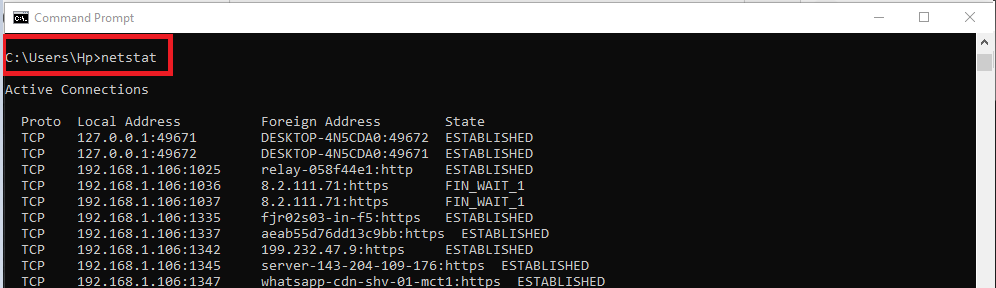 Command Prompt
C:\Users\Hp>netstat
Active Connections
Proto  Local Address          Foreign Address        State
TCP    127.0.0.1:49671        DESKTOP-4N5CDA0:49672  ESTABLISHED
TCP    127.0.0.1:49672        DESKTOP-4N5CDA0:49671  ESTABLISHED
TCP    192.168.1.106:1025     relay-058f44e1:http    ESTABLISHED
TCP    192.168.1.106:1036     8.2.111.71:https       FIN_WAIT_1
TCP    192.168.1.106:1037     8.2.111.71:https       FIN_WAIT_1
TCP    192.168.1.106:1335     fjr02s03-in-f5:https   ESTABLISHED
TCP    192.168.1.106:1337     aeab55d76dd13c9bb:https  ESTABLISHED
TCP    192.168.1.106:1342     199.232.47.9:https     ESTABLISHED
TCP    192.168.1.106:1345     server-143-204-109-176:https  ESTABLISHED
TCP    192.168.1.106:1347     whatsapp-cdn-shv-01-mct1:https  ESTABLISHED